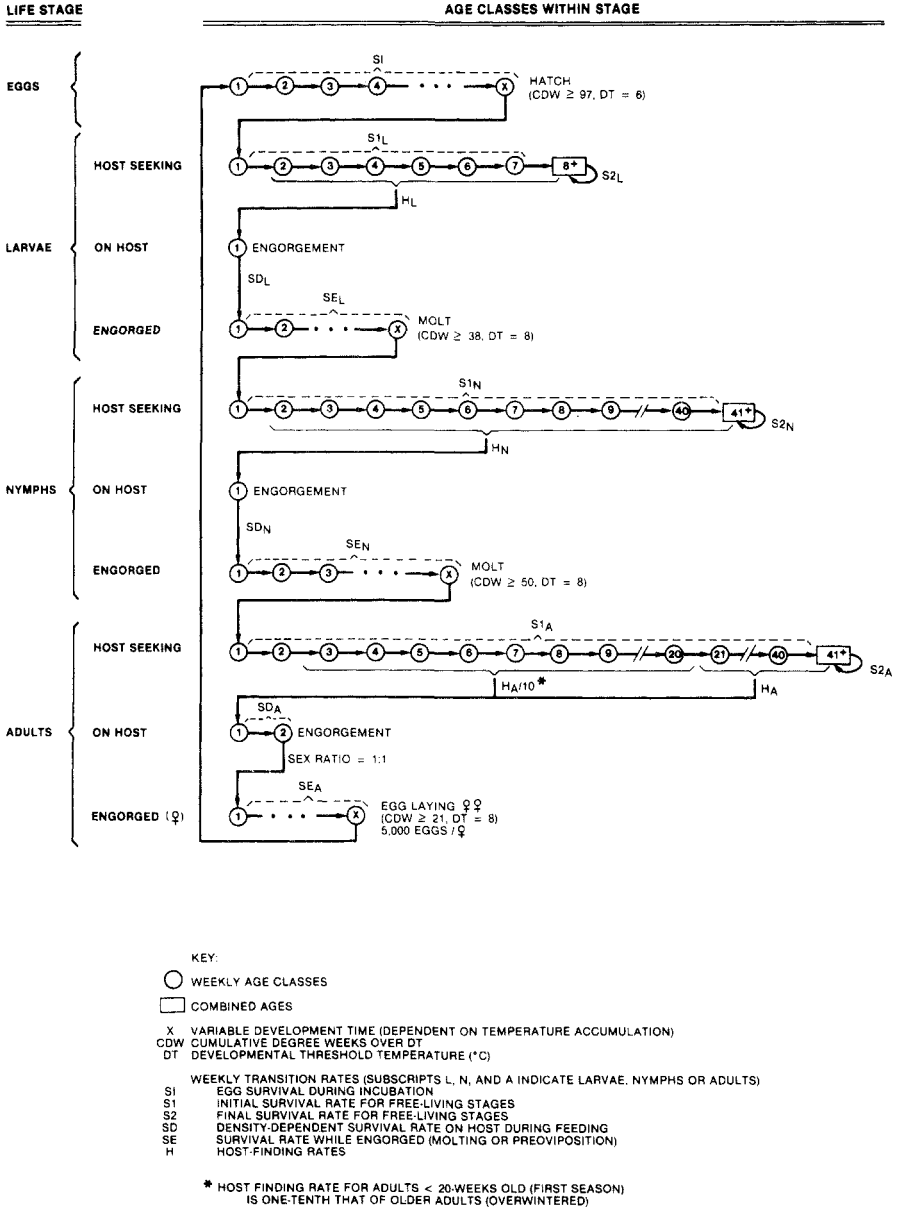 LIFE STAGE
AGE CLASSES WITHIN STAGE
SI
EGGS
1 2 3 4 · · · X
HATCH
(CDW ≥ 97, DT = 6)
S1L
HOST SEEKING
1 2 3 4 5 6 7 8+
S2L
HL
LARVAE
ON HOST
1 ENGORGEMENT
SDL
SEL
ENGORGED
1 2 · · · X
MOLT
(CDW ≥ 38, DT = 8)
S1N
HOST SEEKING
1 2 3 4 5 6 7 8 9 // 40 41+
S2N
HN
NYMPHS
ON HOST
1 ENGORGEMENT
SDN
SEN
ENGORGED
1 2 3 · · · X
MOLT
(CDW ≥ 50, DT = 8)
S1A
HOST SEEKING
1 2 3 4 5 6 7 8 9 // 20 21 // 40 41+
S2A
HA/10*
HA
SDA
ADULTS
ON HOST
1 2 ENGORGEMENT
SEX RATIO = 1:1
SEA
ENGORGED (♀)
1 · · · X
EGG LAYING ♀♀
(CDW ≥ 21, DT = 8)
5,000 EGGS / ♀
KEY:
WEEKLY AGE CLASSES
COMBINED AGES
X VARIABLE DEVELOPMENT TIME (DEPENDENT ON TEMPERATURE ACCUMULATION)
CDW CUMULATIVE DEGREE WEEKS OVER DT
DT DEVELOPMENTAL THRESHOLD TEMPERATURE (°C)
WEEKLY TRANSITION RATES (SUBSCRIPTS L, N, AND A INDICATE LARVAE, NYMPHS OR ADULTS)
SI EGG SURVIVAL DURING INCUBATION
S1 INITIAL SURVIVAL RATE FOR FREE-LIVING STAGES
S2 FINAL SURVIVAL RATE FOR FREE-LIVING STAGES
SD DENSITY-DEPENDENT SURVIVAL RATE ON HOST DURING FEEDING
SE SURVIVAL RATE WHILE ENGORGED (MOLTING OR PREOVIPOSITION)
H HOST-FINDING RATES
* HOST FINDING RATE FOR ADULTS < 20-WEEKS OLD (FIRST SEASON)
IS ONE-TENTH THAT OF OLDER ADULTS (OVERWINTERED)